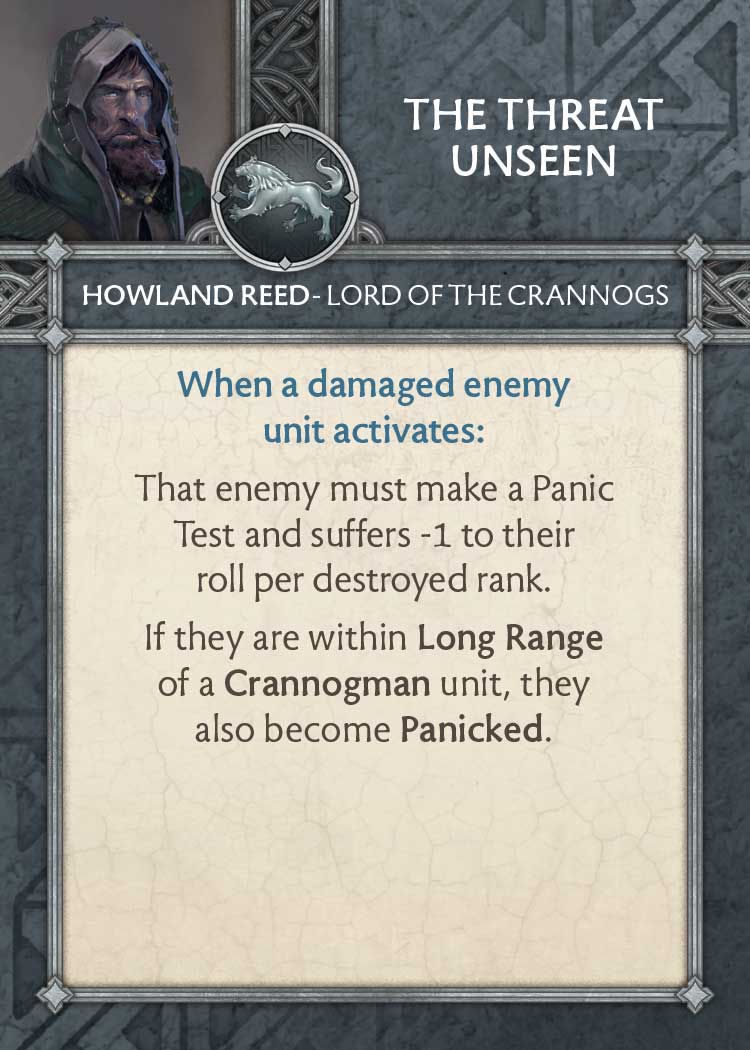 THE THREAT
UNSEEN
HOWLAND REED- LORD OF THE CRANNOGS
When a damaged enemy
unit activates:
That enemy must make a Panic
Test and suffers -1 to their
roll per destroyed rank.
If they are within Long Range
of a Crannogman unit, they
also become Panicked.